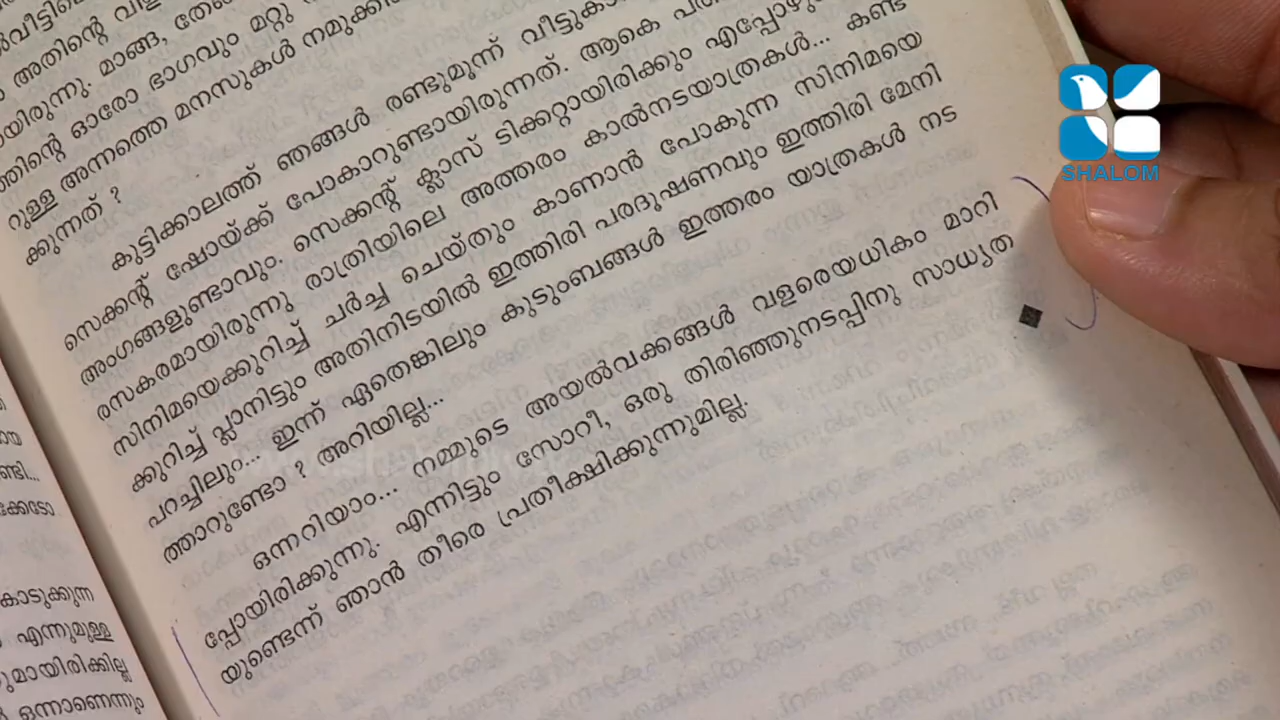 അതിന്റെ
യിരുന്നു. മാങ്ങ,
ത്തിന്റെ ഓരോ ഭാഗവും മറ്റു
റുള്ള അന്നത്തെ മനസുകൾ
ക്കുന്നത് ?
കുട്ടിക്കാലത്ത് ഞങ്ങൾ രണ്ടുമൂന്ന്
സെക്കന്റ് ഷോയ്ക്ക് പോകാറുണ്ടായിരുന്നത്. ആകെ
അംഗങ്ങളുണ്ടാവും. സെക്കന്റ് ക്ലാസ് ടിക്കറ്റായിരിക്കും
രസകരമായിരുന്നു രാത്രിയിലെ അത്തരം കാൽനടയാത്രകൾ... കണ്ട
സിനിമയെക്കുറിച്ച് ചർച്ച ചെയ്തും കാണാൻ പോകുന്ന സിനിമയെ
ക്കുറിച്ച് പ്ലാനിട്ടും അതിനിടയിൽ ഇത്തിരി പരദൂഷണവും ഇത്തിരി മേനി
പറച്ചിലും... ഇന്ന് ഏതെങ്കിലും കുടുംബങ്ങൾ ഇത്തരം യാത്രകൾ നട
ത്താറുണ്ടോ ? അറിയില്ല...
ഒന്നറിയാം... നമ്മുടെ അയൽവക്കങ്ങൾ വളരെയധികം മാറി
പ്പോയിരിക്കുന്നു. എന്നിട്ടും സോറീ, ഒരു തിരിഞ്ഞുനടപ്പിനു സാധ്യത
യുണ്ടെന്ന് ഞാൻ തീരെ പ്രതീക്ഷിക്കുന്നുമില്ല.
കാടുക്കുന്ന
എന്നുമുള്ള
മായിരിക്കില്ല
ഒന്നാണെന്നും
SHALOM